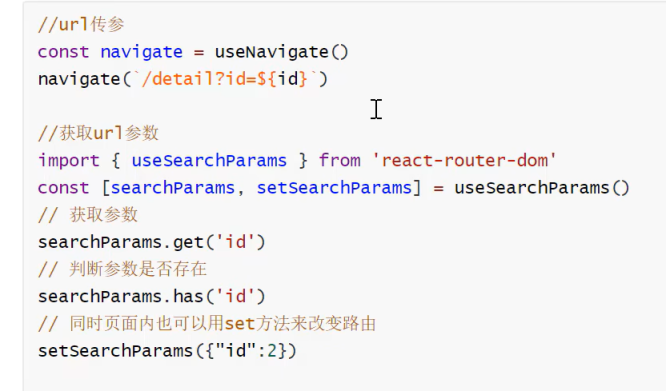 //url传参
const navigate = useNavigate()
navigate(`/detail?id=${id}`)
//获取url参数
import { useSearchParams } from 'react-router-dom'
const [searchParams, setSearchParams] = useSearchParams()
// 获取参数
searchParams.get('id')
// 判断参数是否存在
searchParams.has('id')
// 同时页面内也可以用set方法来改变路由
setSearchParams({"id":2})